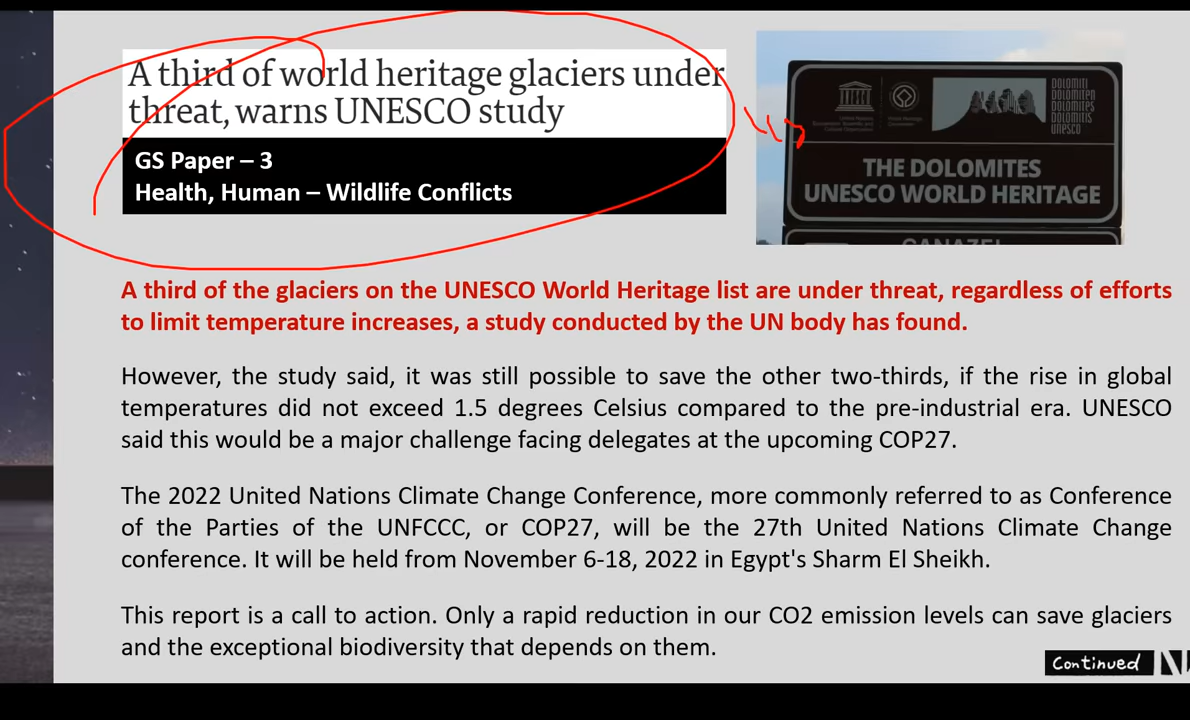 A third of world heritage glaciers under
threat, warns UNESCO study
GS Paper – 3
Health, Human – Wildlife Conflicts
DOLOMITI
DOLOMITEN
DOLOMITES
DOLOMITIS
UNESCO
THE DOLOMITES
UNESCO WORLD HERITAGE
CANAZEI
A third of the glaciers on the UNESCO World Heritage list are under threat, regardless of efforts
to limit temperature increases, a study conducted by the UN body has found.
However, the study said, it was still possible to save the other two-thirds, if the rise in global
temperatures did not exceed 1.5 degrees Celsius compared to the pre-industrial era. UNESCO
said this would be a major challenge facing delegates at the upcoming COP27.
The 2022 United Nations Climate Change Conference, more commonly referred to as Conference
of the Parties of the UNFCCC, or COP27, will be the 27th United Nations Climate Change
conference. It will be held from November 6-18, 2022 in Egypt's Sharm El Sheikh.
This report is a call to action. Only a rapid reduction in our CO2 emission levels can save glaciers
and the exceptional biodiversity that depends on them.
Continued